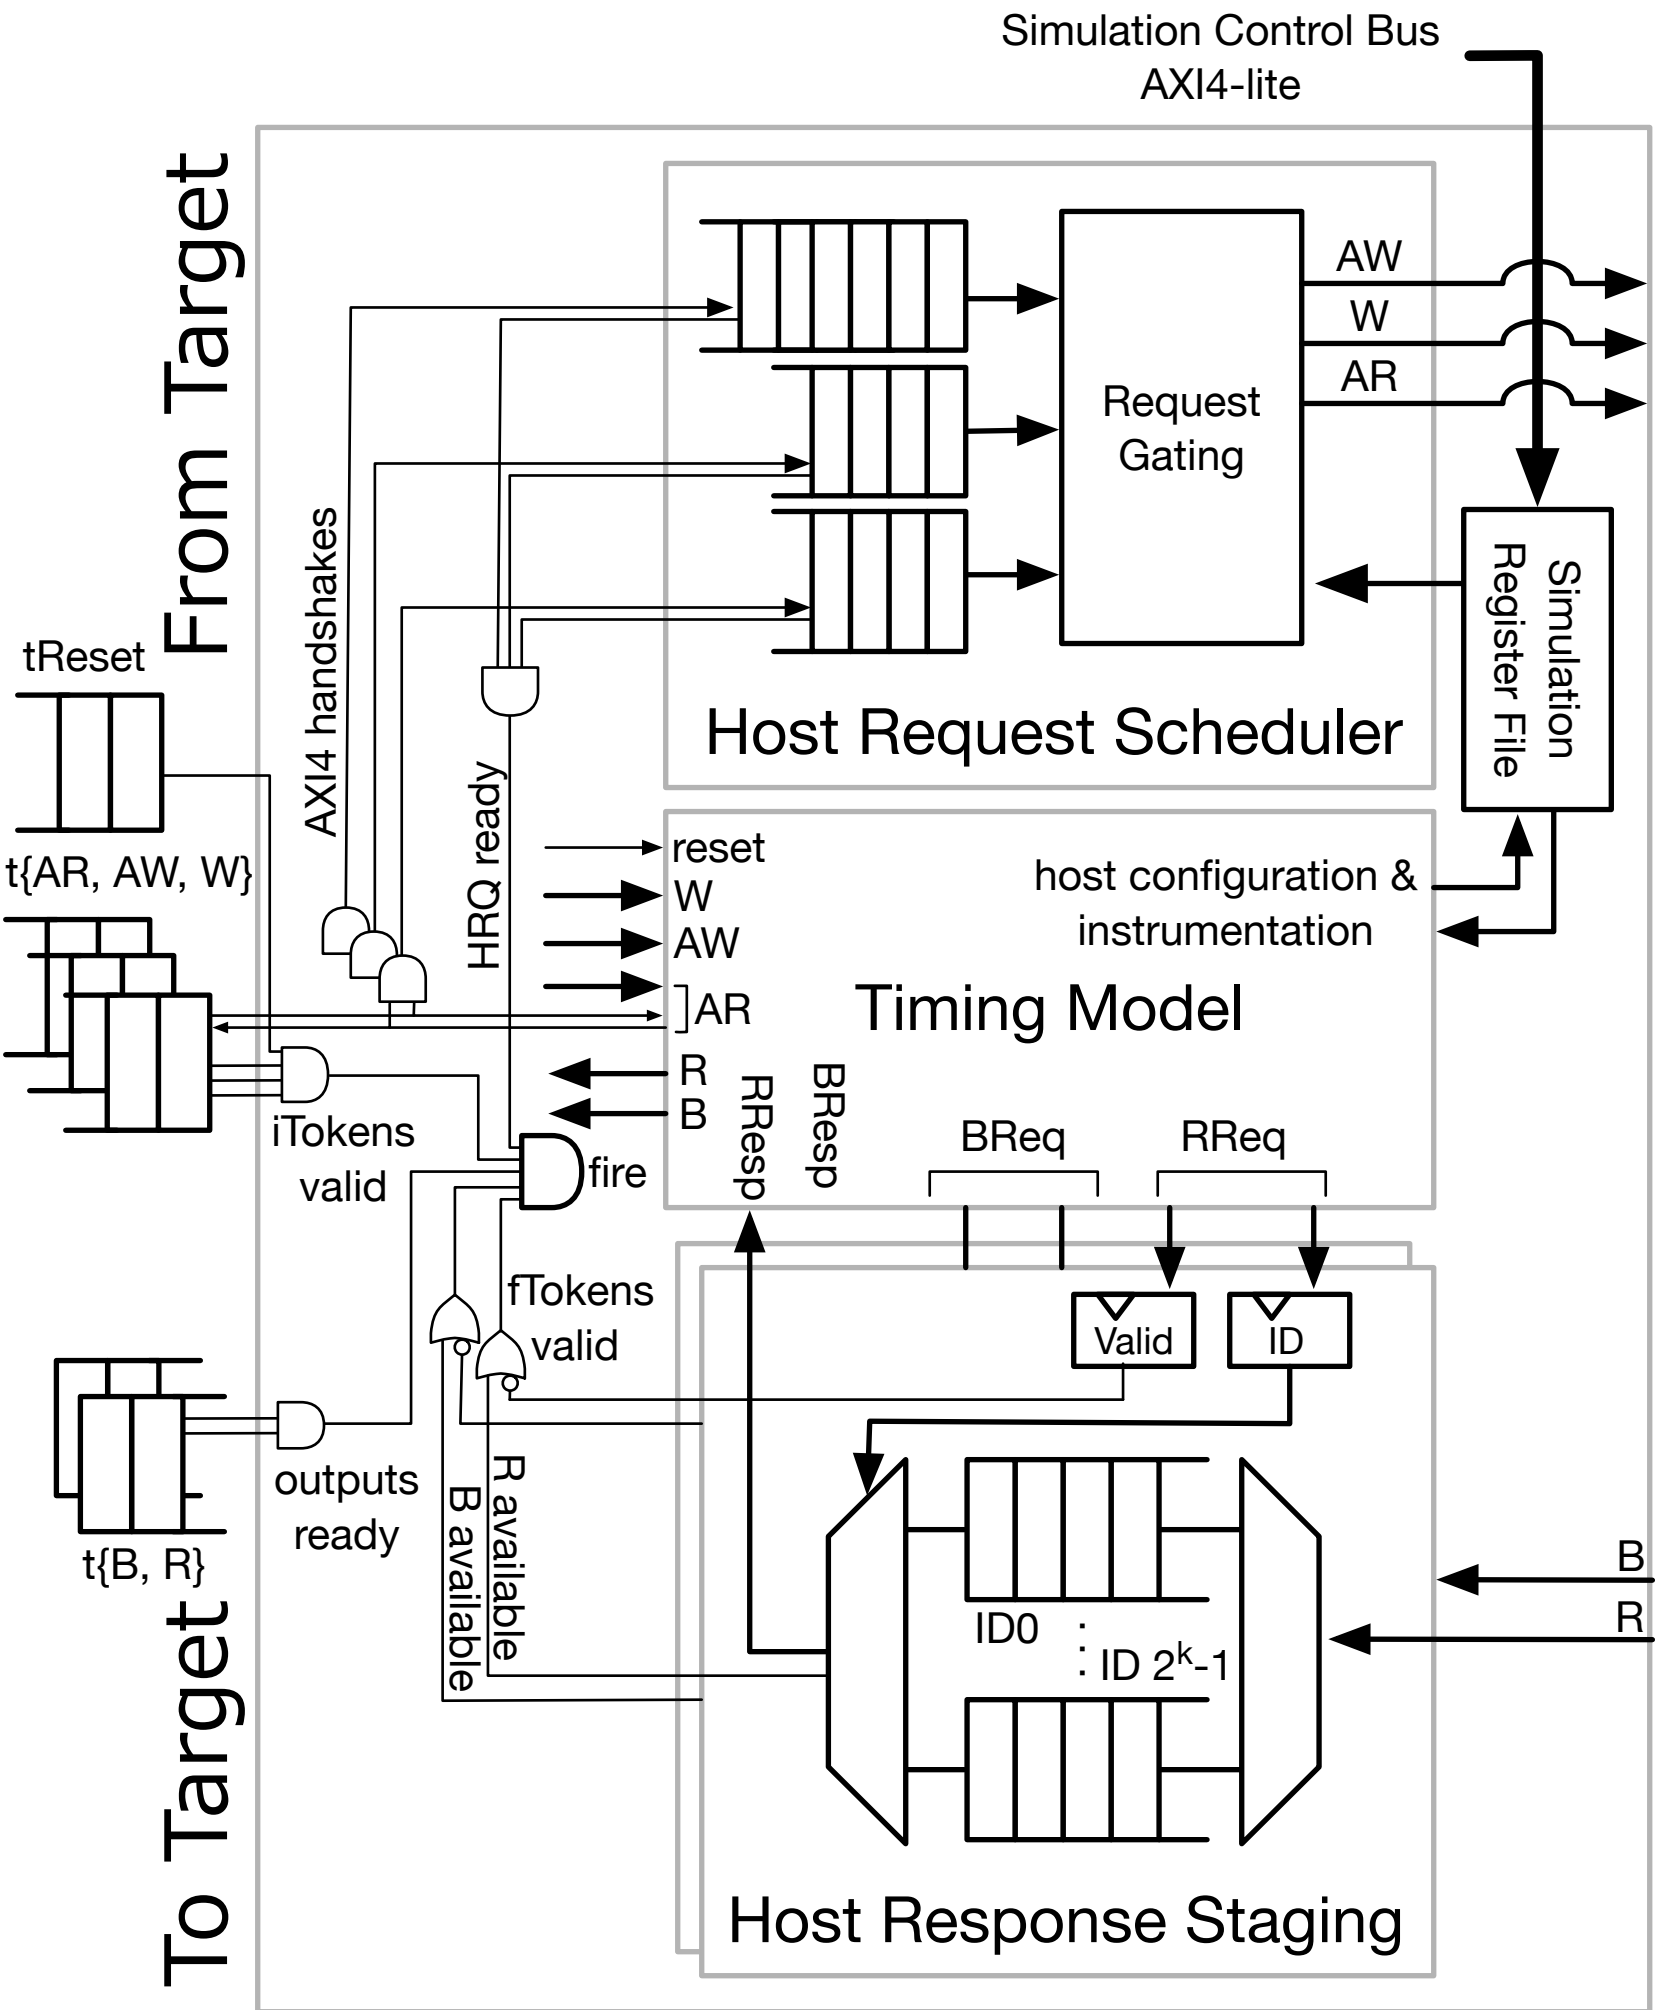 Simulation Control Bus
AXI4-lite
From Target
AW
W
AR
Request
Gating
Simulation
Register File
Host Request Scheduler
tReset
AXI4 handshakes
HRQ ready
t{AR, AW, W}
reset
W
AW
AR
R
B
host configuration &
instrumentation
Timing Model
RResp
BResp
BReq
RReq
iTokens
valid
fire
fTokens
valid
Valid
ID
outputs
ready
t{B, R}
B available
R available
ID0
:
ID 2^k-1
B
R
To Target
Host Response Staging